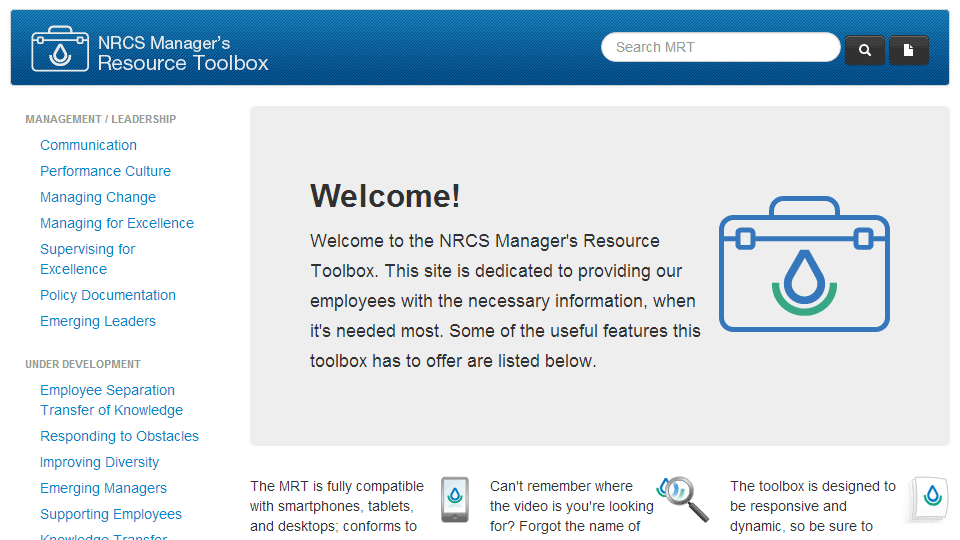 NRCS Manager's
Resource Toolbox
Search MRT
MANAGEMENT / LEADERSHIP
Communication
Performance Culture
Managing Change
Managing for Excellence
Supervising for
Excellence
Policy Documentation
Emerging Leaders
UNDER DEVELOPMENT
Employee Separation
Transfer of Knowledge
Responding to Obstacles
Improving Diversity
Emerging Managers
Supporting Employees
Knowledge Transfer
Welcome!
Welcome to the NRCS Manager's Resource
Toolbox. This site is dedicated to providing our
employees with the necessary information, when
it's needed most. Some of the useful features this
toolbox has to offer are listed below.
The MRT is fully compatible
with smartphones, tablets,
and desktops; conforms to
Can't remember where
the video is you're looking
for? Forgot the name of
The toolbox is designed to
be responsive and
dynamic, so be sure to